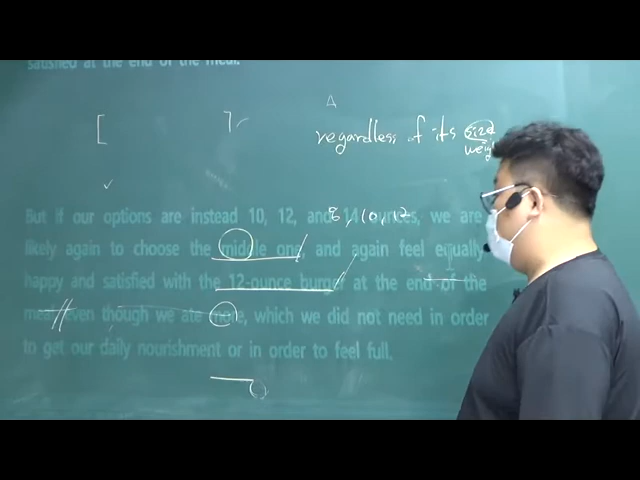 satisfied at the end of the meal.
A
[ ]
regardless of its size
weigh
8, 10, 12
But if our options are instead 10, 12, and 14 ounces, we are
likely again to choose the middle one, and again feel equally
happy and satisfied with the 12-ounce burger at the end of the
meal even though we ate more, which we did not need in order
to get our daily nourishment or in order to feel full.